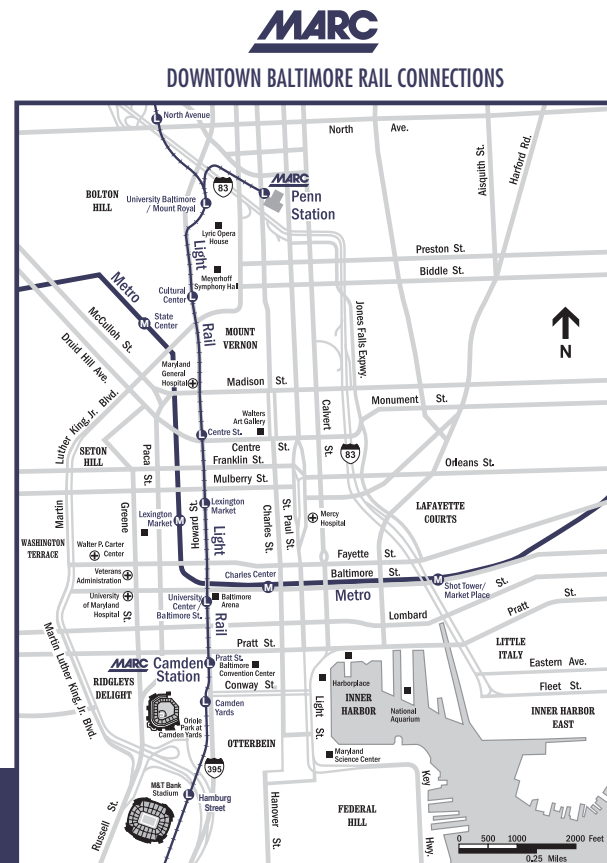 MARC
DOWNTOWN BALTIMORE RAIL CONNECTIONS
North Avenue
North Ave.
Aisquith St.
Harford Rd.
MARC
83
Penn
Station
BOLTON
HILL
University Baltimore
/ Mount Royal
Lyric Opera
House
Light
Preston St.
Biddle St.
Metro
Meyerhoff
Symphony Hall
Cultural
Center
State
Center
McCulloh St.
Druid Hill Ave.
Rail
MOUNT
VERNON
Jones Falls Expwy.
N
Maryland
General
Hospital
Madison St.
Monument St.
Luther King, Jr. Blvd.
Walters
Art Gallery
Calvert St.
Centre St.
Centre St.
83
SETON
HILL
Paca St.
Franklin St.
Orleans St.
Mulberry St.
Martin
Greene St.
Lexington
Market
Lexington
Market
Howard St.
Light
Charles St.
St. Paul St.
Mercy
Hospital
LAFAYETTE
COURTS
WASHINGTON
TERRACE
Walter P. Carter
Center
Fayette St.
Veterans
Administration
Charles Center
Baltimore St.
Metro
Shot Tower/
Market Place
St.
University
of Maryland
Hospital
University
Center/
Baltimore St.
Baltimore
Arena
Rail
Lombard
Pratt St.
Martin Luther King, Jr. Blvd.
Pratt St.
LITTLE
ITALY
MARC
Camden
Station
Pratt St.
Baltimore
Convention Center
Eastern Ave.
RIDGLEYS
DELIGHT
Conway St.
Harborplace
Fleet St.
INNER
HARBOR
Light St.
National
Aquarium
INNER HARBOR
EAST
Camden
Yards
Oriole
Park at
Camden Yards
OTTERBEIN
Maryland
Science Center
395
Key Hwy.
M&T Bank
Stadium
Hamburg
Street
Russell St.
Hanover St.
FEDERAL
HILL
0 500 1000 2000 Feet
0.25 Miles